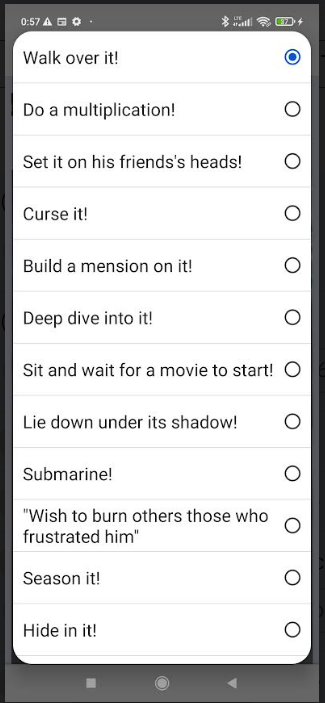 0:57
LTE
57
Walk over it!
Do a multiplication!
Set it on his friends's heads!
Curse it!
Build a mension on it!
Deep dive into it!
Sit and wait for a movie to start!
Lie down under its shadow!
Submarine!
"Wish to burn others those who
frustrated him"
Season it!
Hide in it!